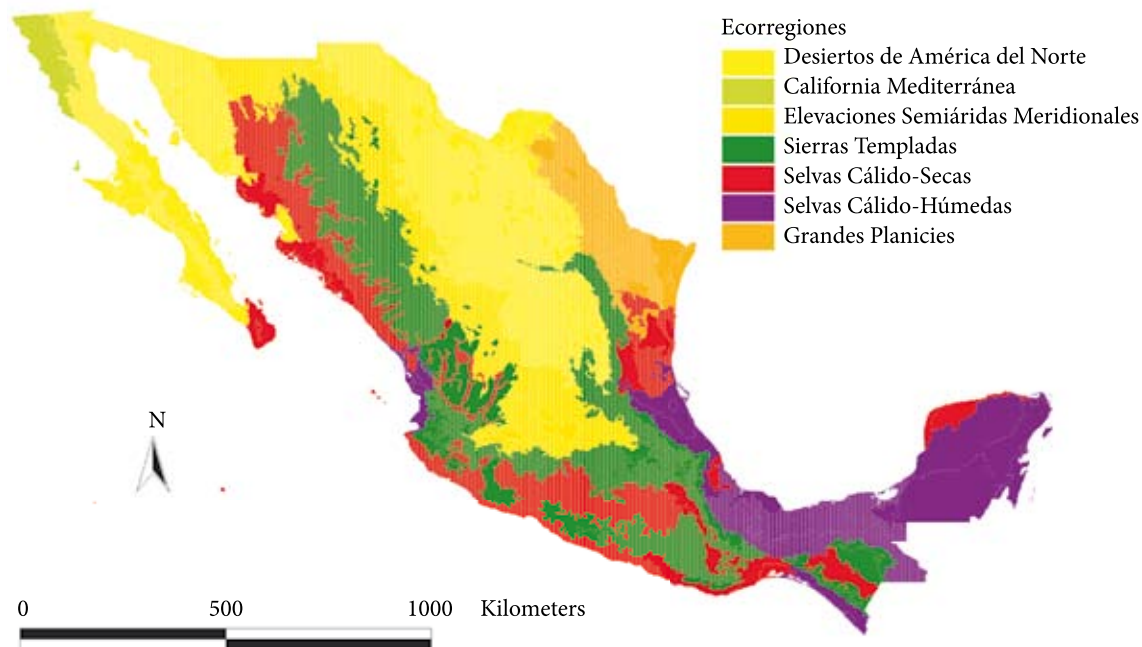 Ecorregiones
Desiertos de América del Norte
California Mediterránea
Elevaciones Semiáridas Meridionales
Sierras Templadas
Selvas Cálido-Secas
Selvas Cálido-Húmedas
Grandes Planicies
N
0 500 1000 Kilometers